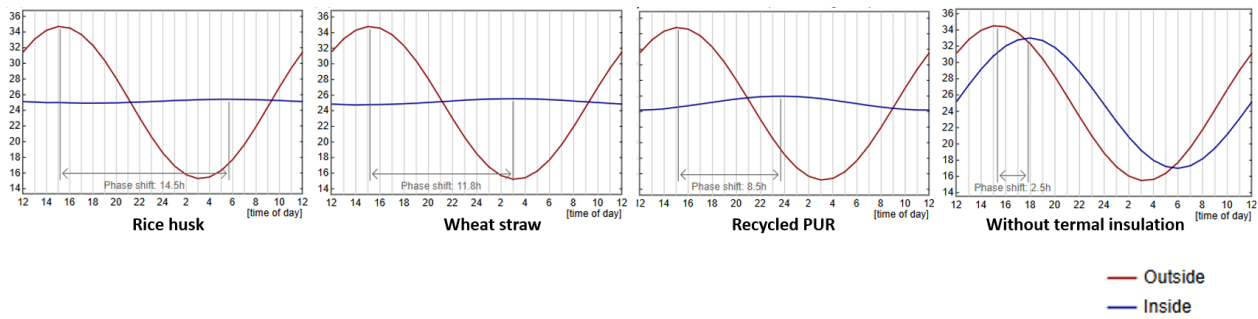 36
34
32
30
28
26
24
22
20
18
16
14
Phase shift: 14.5h
12 14 16 18 20 22 24 2 4 6 8 10 12
[time of day]
Rice husk
36
34
32
30
28
26
24
22
20
18
16
14
Phase shift: 11.8h
12 14 16 18 20 22 24 2 4 6 8 10 12
[time of day]
Wheat straw
36
34
32
30
28
26
24
22
20
18
16
14
Phase shift: 8.5h
12 14 16 18 20 22 24 2 4 6 8 10 12
[time of day]
Recycled PUR
36
34
32
30
28
26
24
22
20
18
16
14
Phase shift: 2.5h
12 14 16 18 20 22 24 2 4 6 8 10 12
[time of day]
Without termal insulation
Outside
Inside